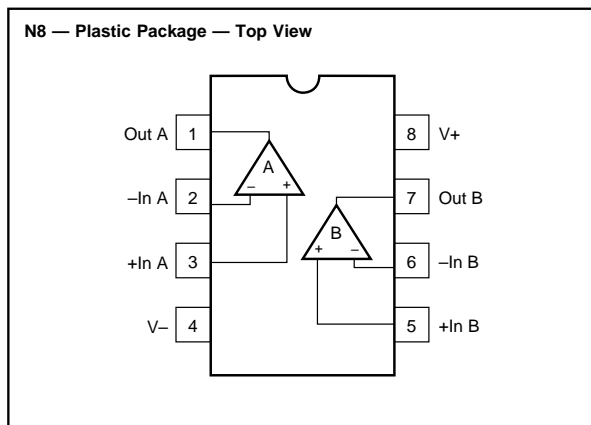 N8 — Plastic Package — Top View
Out A 1
8 V+
A
– +
–In A 2
7 Out B
B
+ –
+In A 3
6 –In B
V– 4
5 +In B